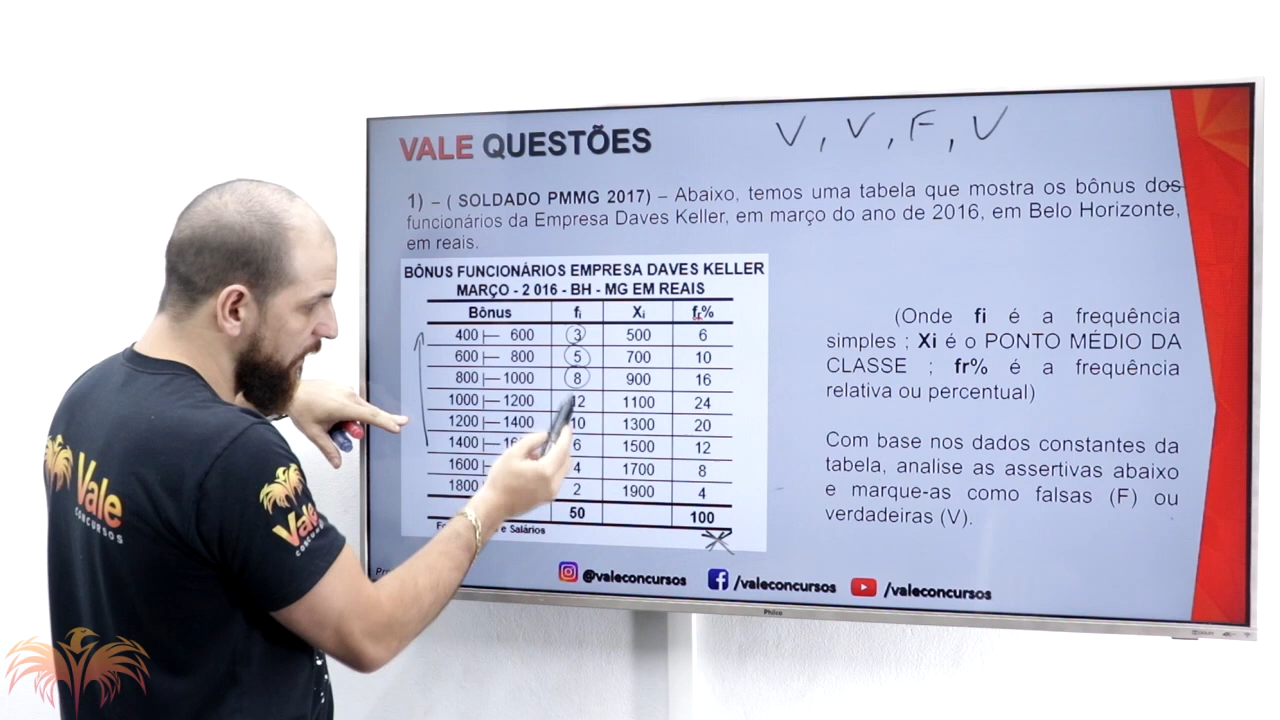 VALE QUESTÕES
V, V, F, V
1) – ( SOLDADO PMMG 2017) – Abaixo, temos uma tabela que mostra os bônus dos
funcionários da Empresa Daves Keller, em março do ano de 2016, em Belo Horizonte,
em reais.
BÔNUS FUNCIONÁRIOS EMPRESA DAVES KELLER
MARÇO - 2 016 - BH - MG EM REAIS
Bônus fi Xi fr%
400 ├─ 600 3 500 6
600 ├─ 800 5 700 10
800 ├─ 1000 8 900 16
1000 ├─ 1200 12 1100 24
1200 ├─ 1400 10 1300 20
1400 ├─ 6 1500 12
1600 ├─ 4 1700 8
1800 2 1900 4
50 100
e Salários
(Onde fi é a frequência
simples ; Xi é o PONTO MÉDIO DA
CLASSE ; fr% é a frequência
relativa ou percentual)
Com base nos dados constantes da
tabela, analise as assertivas abaixo
e marque-as como falsas (F) ou
verdadeiras (V).
@valeconcursos /valeconcursos /valeconcursos
Philco
Vale
CONCURSOS
Vale